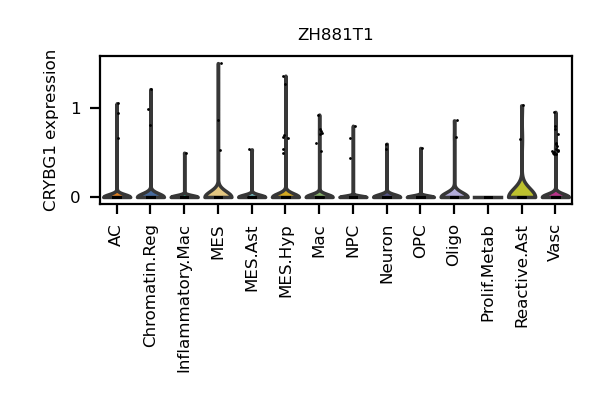 ZH881T1
CRYBG1 expression
1
0
AC
Chromatin.Reg
Inflammatory.Mac
MES
MES.Ast
MES.Hyp
Mac
NPC
Neuron
OPC
Oligo
Prolif.Metab
Reactive.Ast
Vasc